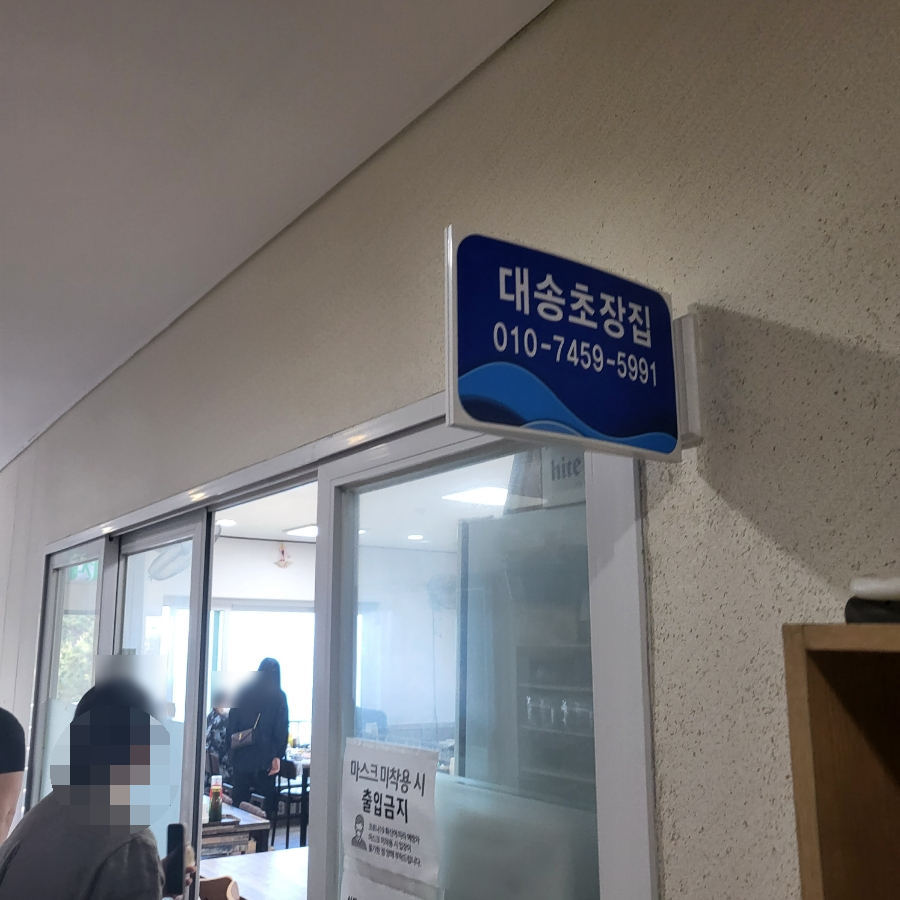 대송초장집
010-7459-5991
hite
마스크 미착용 시
출입금지